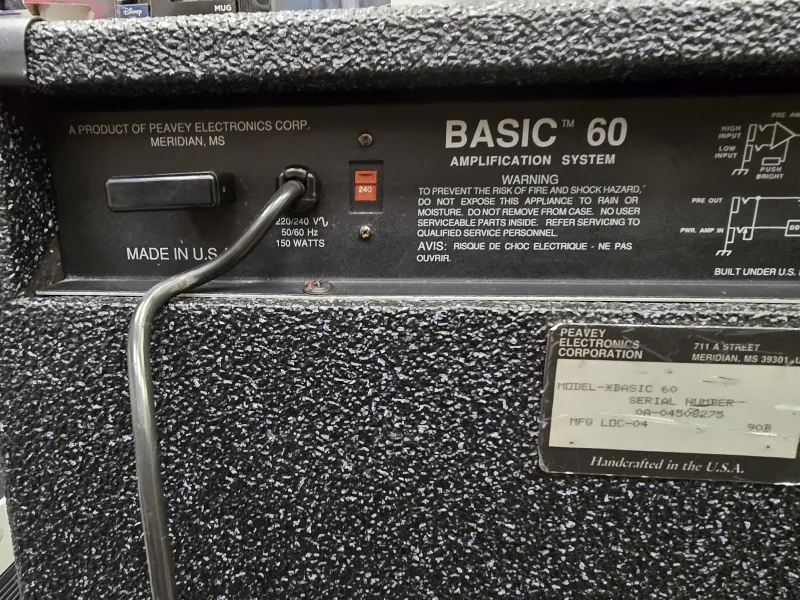 Disney
MUG
A PRODUCT OF PEAVEY ELECTRONICS CORP.
MERIDIAN, MS
220/240 V
50/60 Hz
150 WATTS
MADE IN U.S.A
240
BASIC™ 60
AMPLIFICATION SYSTEM
WARNING
TO PREVENT THE RISK OF FIRE AND SHOCK HAZARD,
DO NOT EXPOSE THIS APPLIANCE TO RAIN OR
MOISTURE. DO NOT REMOVE FROM CASE. NO USER
SERVICEABLE PARTS INSIDE. REFER SERVICING TO
QUALIFIED SERVICE PERSONNEL.
AVIS: RISQUE DE CHOC ELECTRIQUE - NE PAS
OUVRIR.
PRE AM
HIGH
INPUT
LOW
INPUT
PUSH
BRIGHT
PRE OUT
PWR. AMP IN
DD
BUILT UNDER U.S.
PEAVEY
ELECTRONICS
CORPORATION
711 A STREET
MERIDIAN, MS 39301
MODEL-*BASIC 60
SERIAL NUMBER
0A-04508275
MFG LOC-04
Handcrafted in the U.S.A.